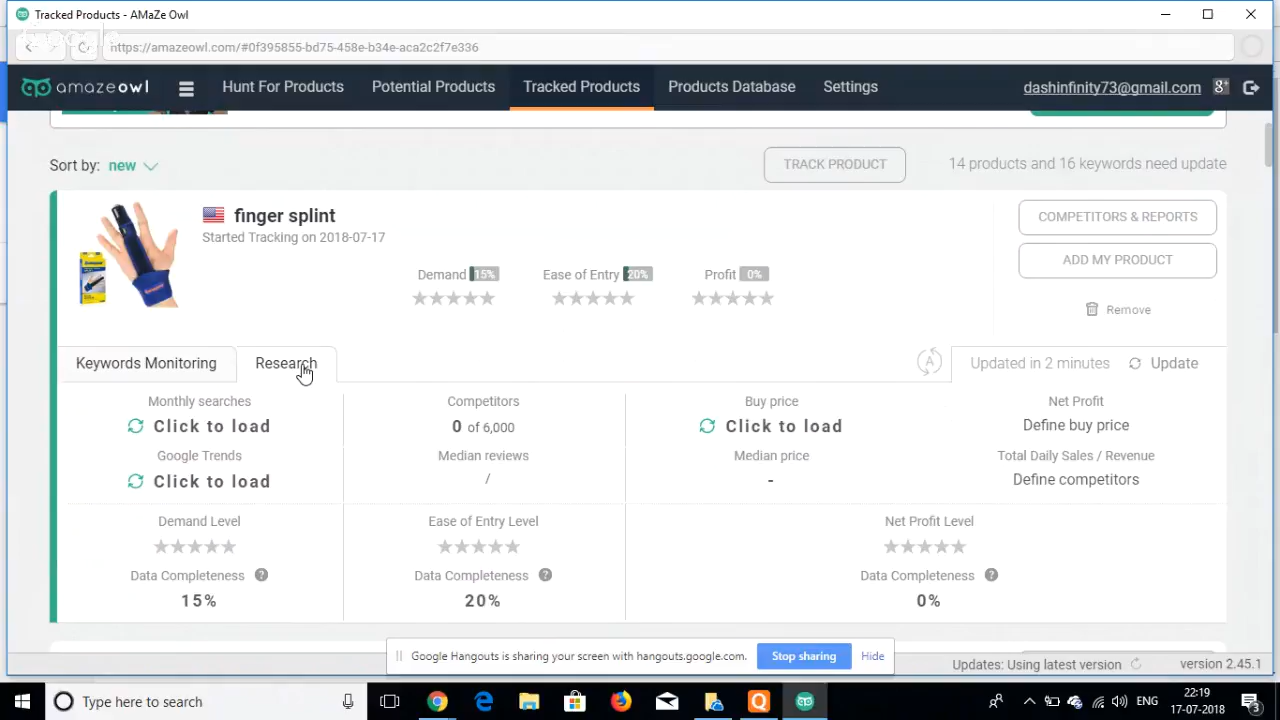 Tracked Products - AMaZe Owl
https://amazeowl.com/#0f395855-bd75-458e-b34e-aca2c2f7e336
amazeowl
Hunt For Products
Potential Products
Tracked Products
Products Database
Settings
dashinfinity73@gmail.com
Sort by: new
TRACK PRODUCT
14 products and 16 keywords need update
finger splint
Started Tracking on 2018-07-17
Demand 15%
Ease of Entry 20%
Profit 0%
COMPETITORS & REPORTS
ADD MY PRODUCT
Remove
Keywords Monitoring
Research
A
Updated in 2 minutes
Update
Monthly searches
Click to load
Google Trends
Click to load
Competitors
0 of 6,000
Median reviews
/
Buy price
Click to load
Median price
-
Net Profit
Define buy price
Total Daily Sales / Revenue
Define competitors
Demand Level
Data Completeness ?
15%
Ease of Entry Level
Data Completeness ?
20%
Net Profit Level
Data Completeness ?
0%
Google Hangouts is sharing your screen with hangouts.google.com.
Stop sharing
Hide
Updates: Using latest version
version 2.45.1
Type here to search
ENG
22:19
17-07-2018
3